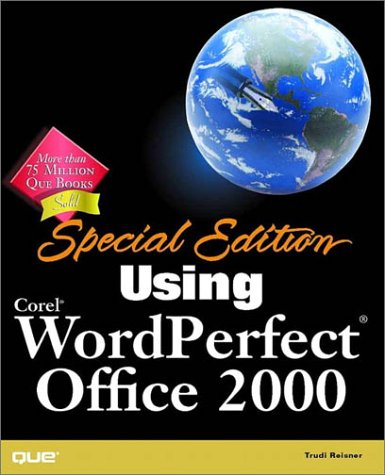 More than
75 MILLION
QUE BOOKS
Sold
Special Edition
Using
Corel®
WordPerfect®
Office 2000
que®
Trudi Reisner